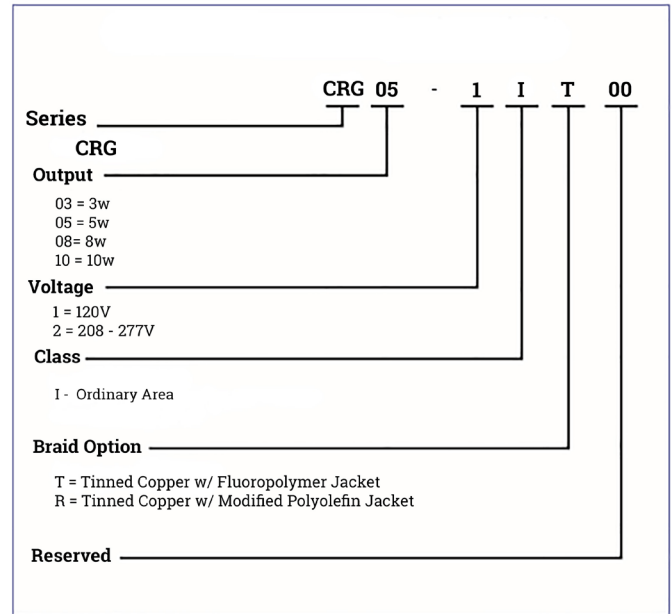 CRG 05 - 1 I T 00
Series
CRG
Output
03 = 3w
05 = 5w
08= 8w
10 = 10w
Voltage
1 = 120V
2 = 208 - 277V
Class
I - Ordinary Area
Braid Option
T = Tinned Copper w/ Fluoropolymer Jacket
R = Tinned Copper w/ Modified Polyolefin Jacket
Reserved